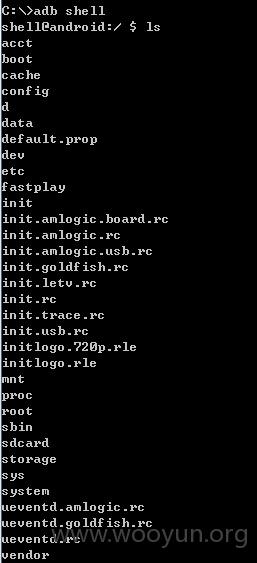 C:\>adb shell
shell@android:/ $ ls
acct
boot
cache
config
d
data
default.prop
dev
etc
fastplay
init
init.amlogic.board.rc
init.amlogic.rc
init.amlogic.usb.rc
init.goldfish.rc
init.letv.rc
init.rc
init.trace.rc
init.usb.rc
initlogo.720p.rle
initlogo.rle
mnt
proc
root
sbin
sdcard
storage
sys
system
ueventd.amlogic.rc
ueventd.goldfish.rc
ueventd.rc
www.wooyun.org
vendor